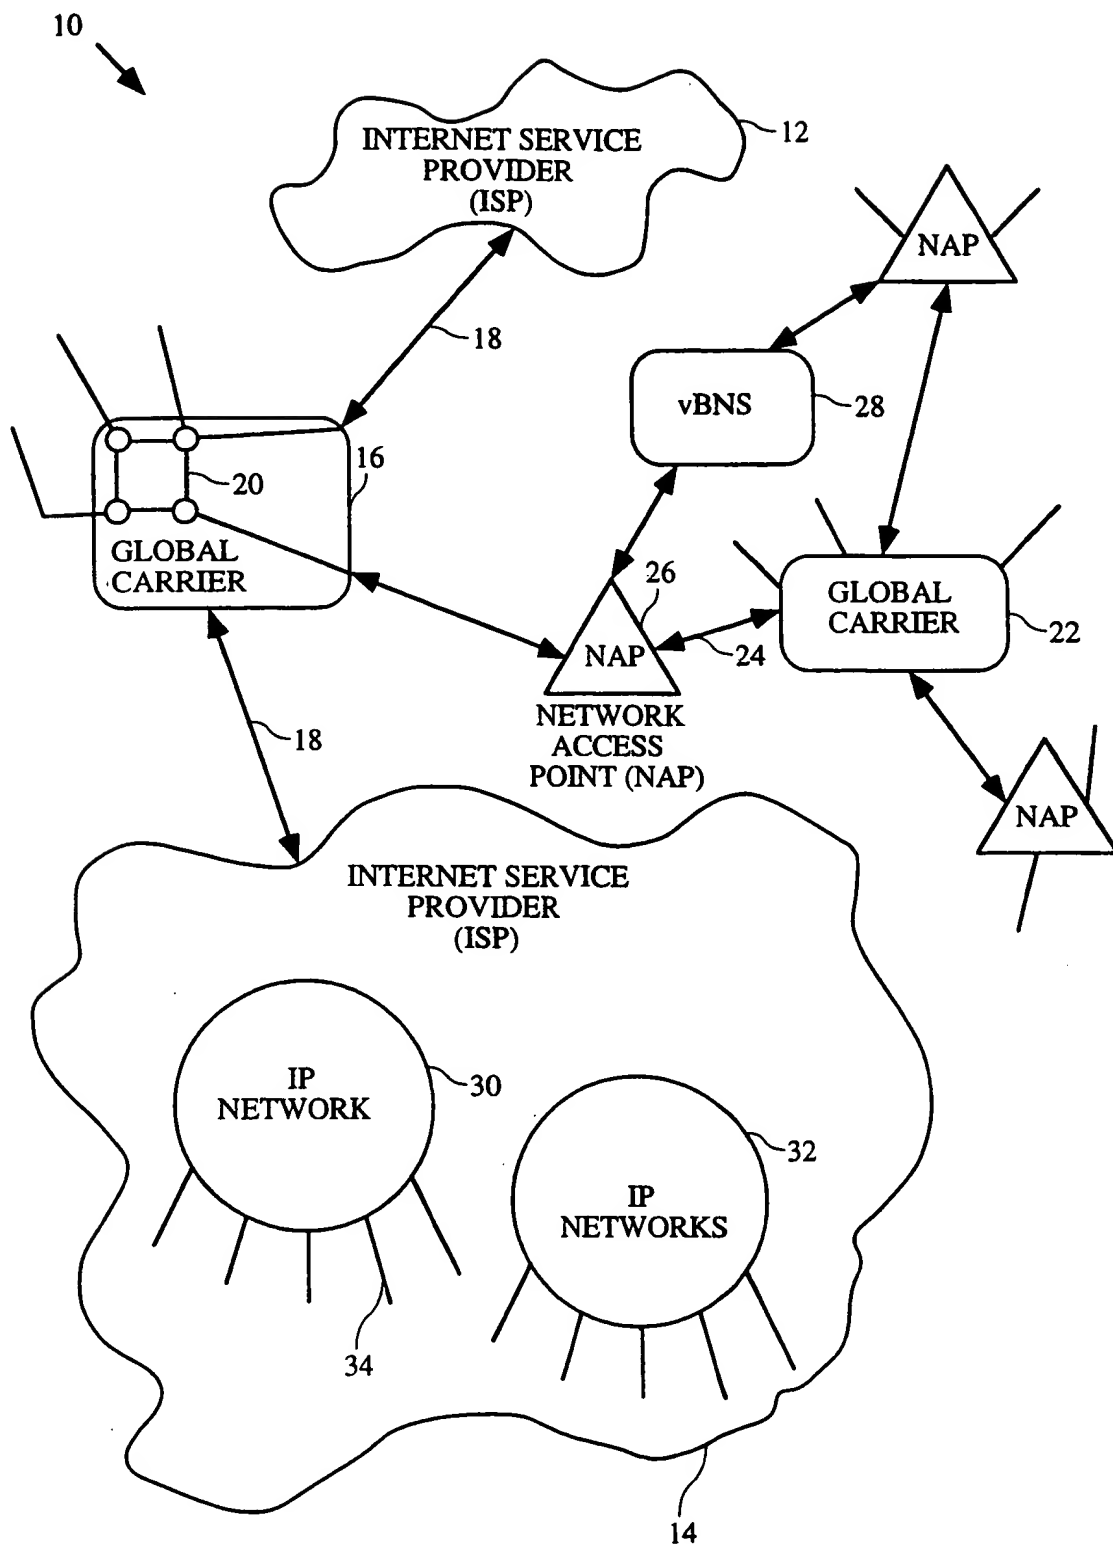 10
INTERNET SERVICE
PROVIDER
(ISP)
12
NAP
18
vBNS
28
20
16
GLOBAL
CARRIER
26
NAP
24
GLOBAL
CARRIER
22
NETWORK
ACCESS
POINT (NAP)
18
NAP
INTERNET SERVICE
PROVIDER
(ISP)
IP
NETWORK
30
32
IP
NETWORKS
34
14